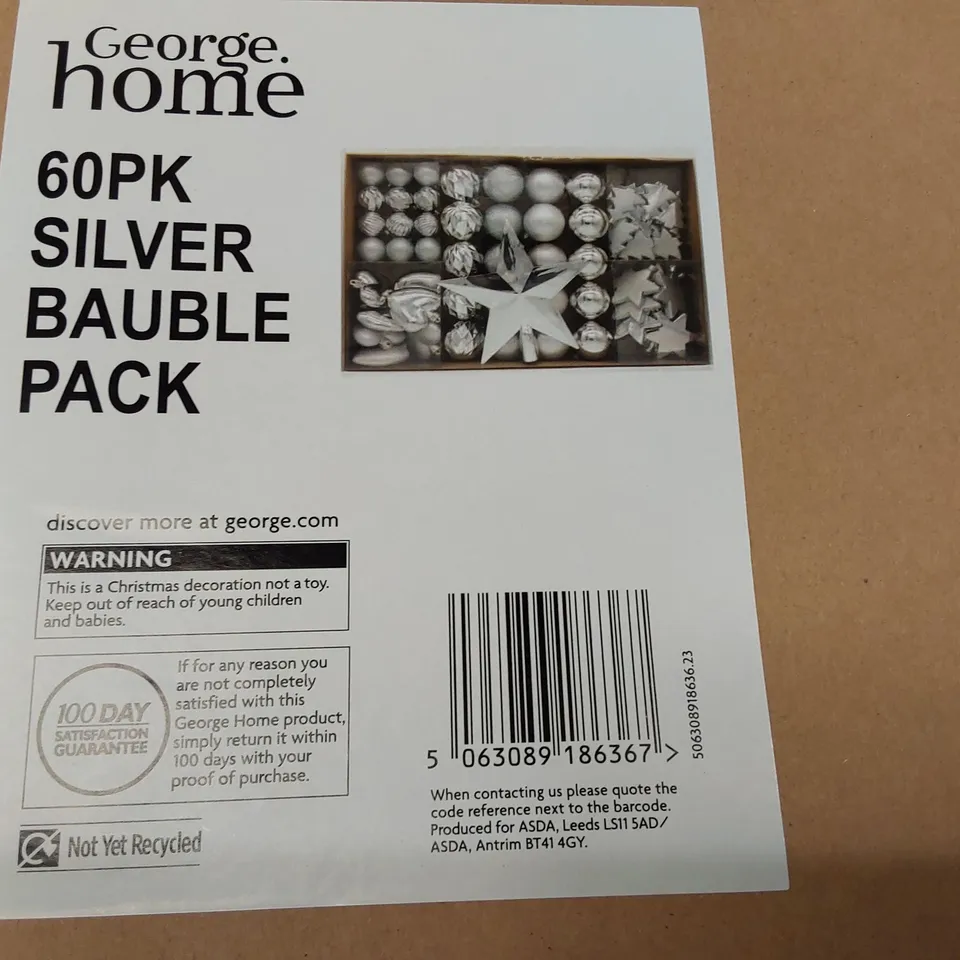 George.
home
60PK
SILVER
BAUBLE
PACK
discover more at george.com
WARNING
This is a Christmas decoration not a toy.
Keep out of reach of young children
and babies.
100 DAY
SATISFACTION
GUARANTEE
If for any reason you
are not completely
satisfied with this
George Home product,
simply return it within
100 days with your
proof of purchase.
Not Yet Recycled
5 063089 186367 >
506308918636.23
When contacting us please quote the
code reference next to the barcode.
Produced for ASDA, Leeds LS11 5AD/
ASDA, Antrim BT41 4GY.